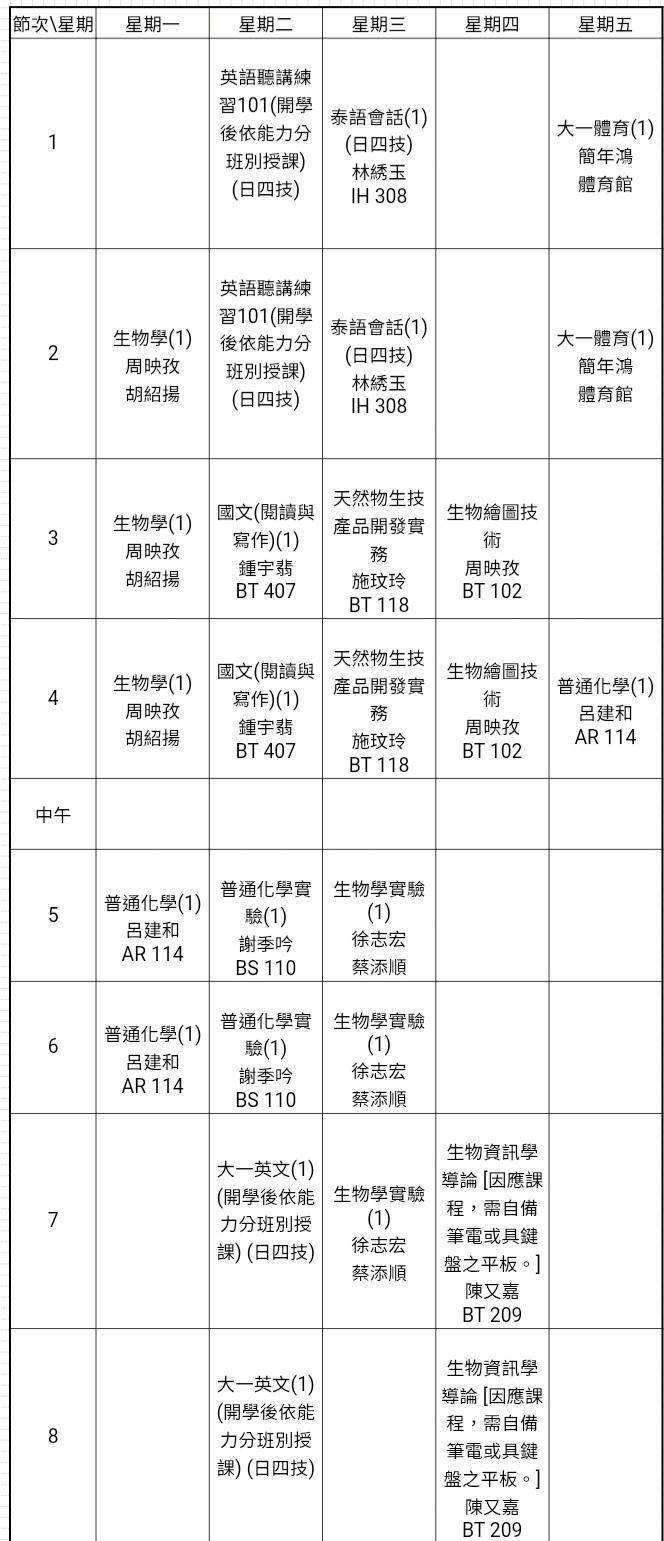 節次\星期
星期一
星期二
星期三
星期四
星期五
1
英語聽講練
習101(開學
後依能力分
班別授課)
(日四技)
泰語會話(1)
(日四技)
林綉玉
IH 308
大一體育(1)
簡年鴻
體育館
2
生物學(1)
周映孜
胡紹揚
英語聽講練
習101(開學
後依能力分
班別授課)
(日四技)
泰語會話(1)
(日四技)
林綉玉
IH 308
大一體育(1)
簡年鴻
體育館
3
生物學(1)
周映孜
胡紹揚
國文(閱讀與
寫作)(1)
鍾宇翡
BT 407
天然物生技
產品開發實
務
施玟玲
BT 118
生物繪圖技
術
周映孜
BT 102
4
生物學(1)
周映孜
胡紹揚
國文(閱讀與
寫作)(1)
鍾宇翡
BT 407
天然物生技
產品開發實
務
施玟玲
BT 118
生物繪圖技
術
周映孜
BT 102
普通化學(1)
呂建和
AR 114
中午
5
普通化學(1)
呂建和
AR 114
普通化學實
驗(1)
謝季吟
BS 110
生物學實驗
(1)
徐志宏
蔡添順
6
普通化學(1)
呂建和
AR 114
普通化學實
驗(1)
謝季吟
BS 110
生物學實驗
(1)
徐志宏
蔡添順
7
大一英文(1)
(開學後依能
力分班別授
課) (日四技)
生物學實驗
(1)
徐志宏
蔡添順
生物資訊學
導論 [因應課
程，需自備
筆電或具鍵
盤之平板。]
陳又嘉
BT 209
8
大一英文(1)
(開學後依能
力分班別授
課) (日四技)
生物資訊學
導論 [因應課
程，需自備
筆電或具鍵
盤之平板。]
陳又嘉
BT 209